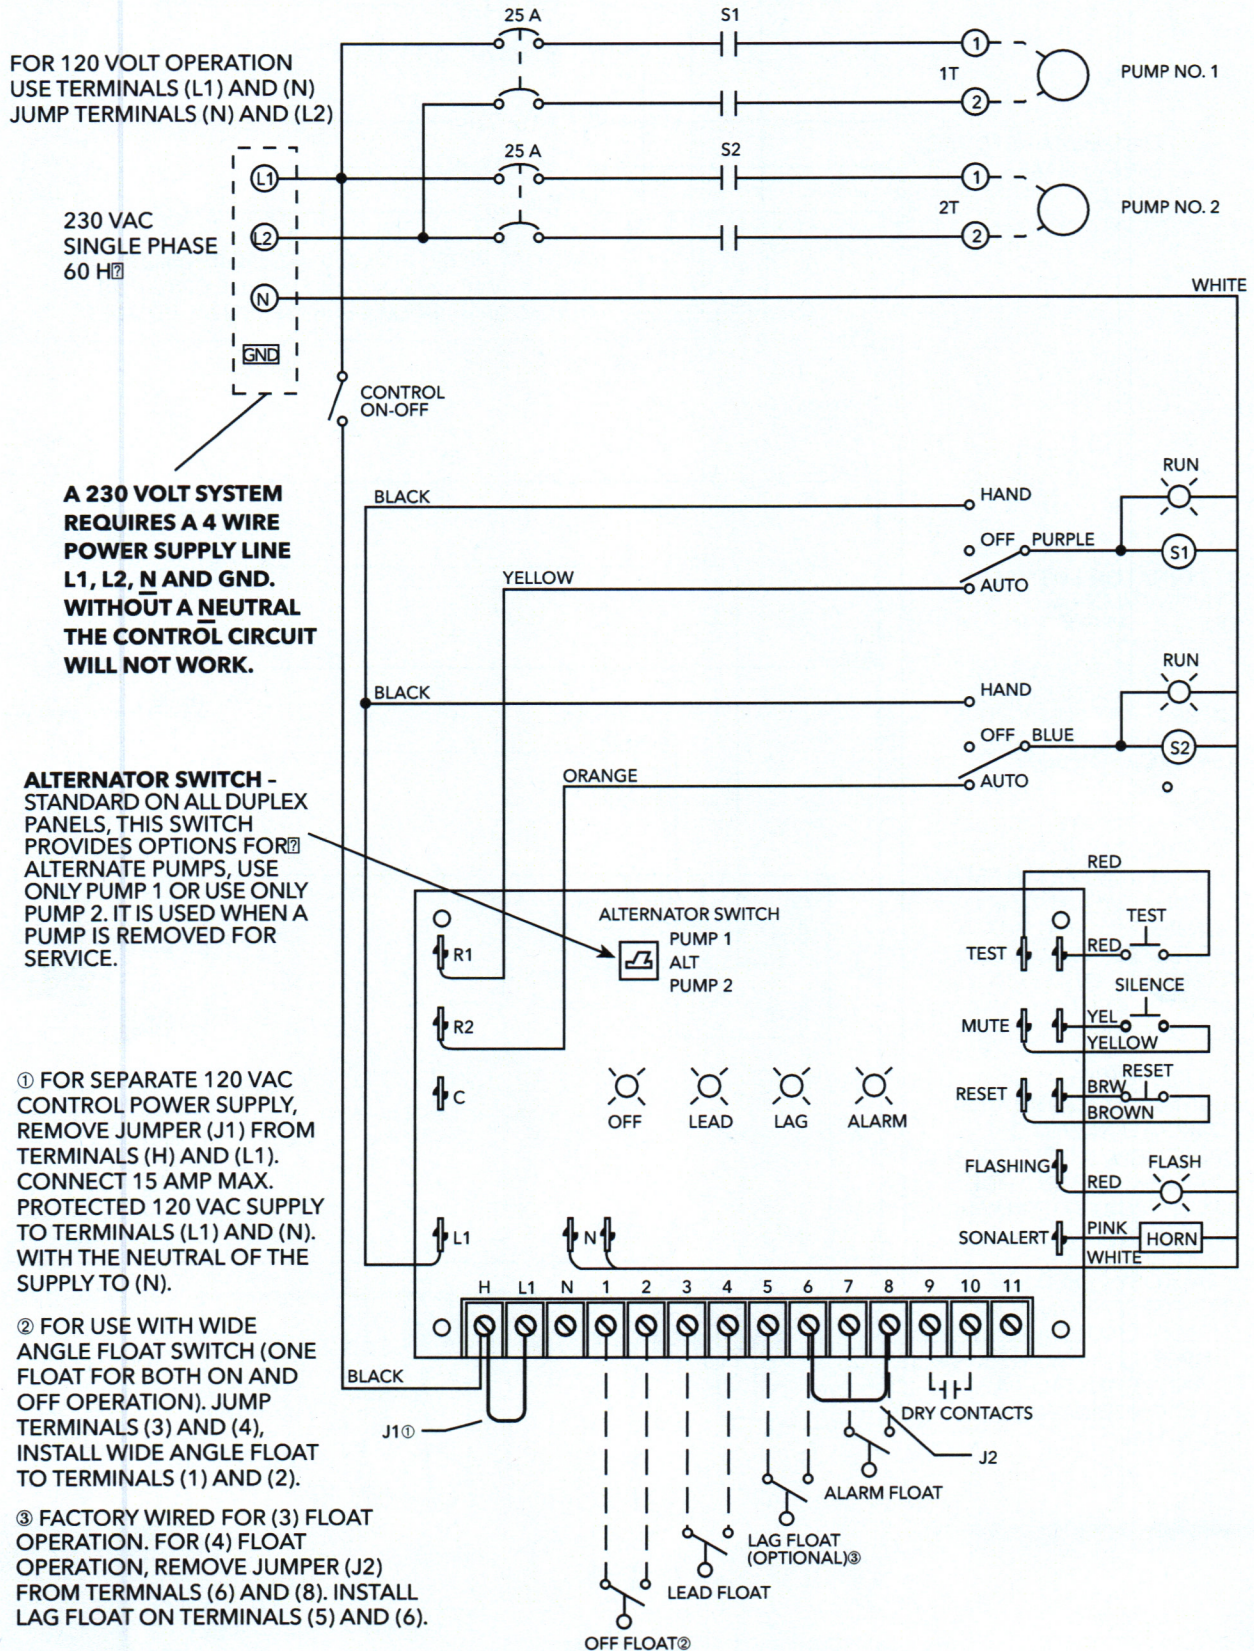 25 A
S1
FOR 120 VOLT OPERATION
USE TERMINALS (L1) AND (N)
JUMP TERMINALS (N) AND (L2)
1
1T
PUMP NO. 1
2
25 A
S2
L1
1
230 VAC
SINGLE PHASE
60 H
2T
PUMP NO. 2
L2
2
N
WHITE
GND
CONTROL
ON-OFF
A 230 VOLT SYSTEM
REQUIRES A 4 WIRE
POWER SUPPLY LINE
L1, L2, N AND GND.
WITHOUT A NEUTRAL
THE CONTROL CIRCUIT
WILL NOT WORK.
RUN
BLACK
HAND
OFF
PURPLE
S1
YELLOW
AUTO
RUN
BLACK
HAND
OFF
BLUE
S2
ORANGE
AUTO
ALTERNATOR SWITCH –
STANDARD ON ALL DUPLEX
PANELS, THIS SWITCH
PROVIDES OPTIONS FOR
ALTERNATE PUMPS, USE
ONLY PUMP 1 OR USE ONLY
PUMP 2. IT IS USED WHEN A
PUMP IS REMOVED FOR
SERVICE.
RED
ALTERNATOR SWITCH
PUMP 1
ALT
PUMP 2
R1
TEST
RED
TEST
SILENCE
R2
MUTE
YEL
YELLOW
RESET
C
RESET
BRW
BROWN
OFF
LEAD
LAG
ALARM
FLASHING
RED
FLASH
L1
N
SONALERT
PINK
HORN
WHITE
① FOR SEPARATE 120 VAC
CONTROL POWER SUPPLY,
REMOVE JUMPER (J1) FROM
TERMINALS (H) AND (L1).
CONNECT 15 AMP MAX.
PROTECTED 120 VAC SUPPLY
TO TERMINALS (L1) AND (N).
WITH THE NEUTRAL OF THE
SUPPLY TO (N).
H L1 N 1 2 3 4 5 6 7 8 9 10 11
② FOR USE WITH WIDE
ANGLE FLOAT SWITCH (ONE
FLOAT FOR BOTH ON AND
OFF OPERATION). JUMP
TERMINALS (3) AND (4),
INSTALL WIDE ANGLE FLOAT
TO TERMINALS (1) AND (2).
BLACK
J1①
DRY CONTACTS
J2
ALARM FLOAT
LAG FLOAT
(OPTIONAL)③
LEAD FLOAT
OFF FLOAT②
③ FACTORY WIRED FOR (3) FLOAT
OPERATION. FOR (4) FLOAT
OPERATION, REMOVE JUMPER (J2)
FROM TERMNALS (6) AND (8). INSTALL
LAG FLOAT ON TERMINALS (5) AND (6).